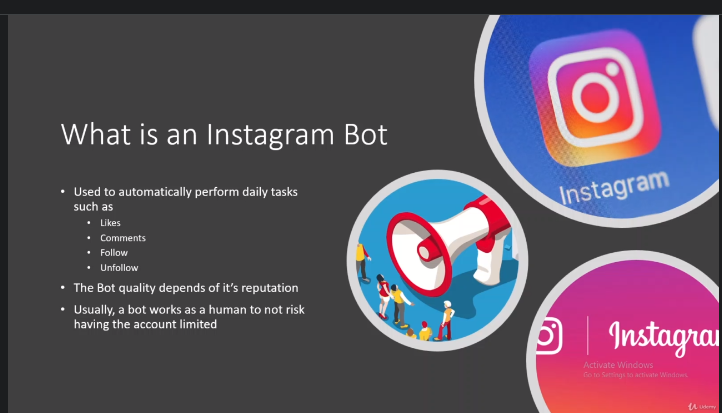 What is an Instagram Bot
• Used to automatically perform daily tasks
such as
• Likes
• Comments
• Follow
• Unfollow
• The Bot quality depends of it's reputation
• Usually, a bot works as a human to not risk
having the account limited
Instagram
Instagra
Activate Windows
Go to Settings to activate Windows.
Udemy